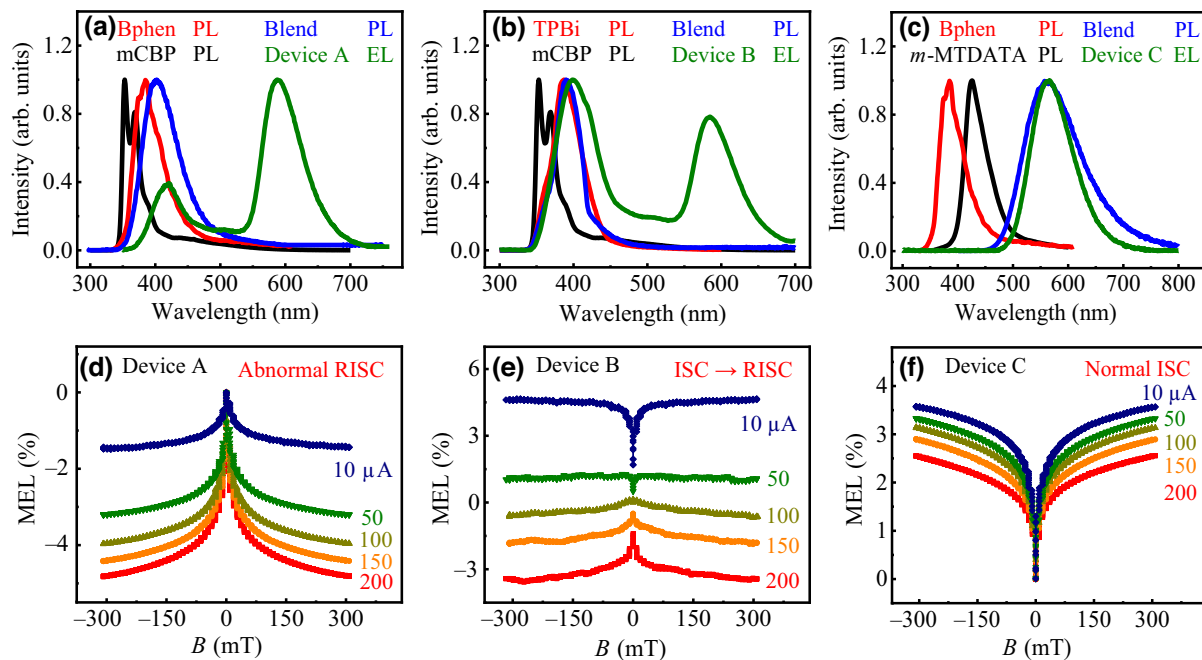 (a) Bphen PL Blend PL
mCBP PL Device A EL
1.2
0.8
0.4
0.0
Intensity (arb. units)
300 400 500 600 700
Wavelength (nm)
(b) TPBi PL Blend PL
mCBP PL Device B EL
1.2
0.8
0.4
0.0
Intensity (arb. units)
300 400 500 600 700
Wavelength (nm)
(c) Bphen PL Blend PL
m-MTDATA PL Device C EL
1.2
0.8
0.4
0.0
Intensity (arb. units)
300 400 500 600 700 800
Wavelength (nm)
(d) Device A Abnormal RISC
0
−2
−4
MEL (%)
10 µA
50
100
150
200
−300 −150 0 150 300
B (mT)
(e) Device B ISC → RISC
6
3
0
−3
MEL (%)
10 µA
50
100
150
200
−300 −150 0 150 300
B (mT)
(f) Device C Normal ISC
4
3
2
1
0
MEL (%)
10 µA
50
100
150
200
−300 −150 0 150 300
B (mT)